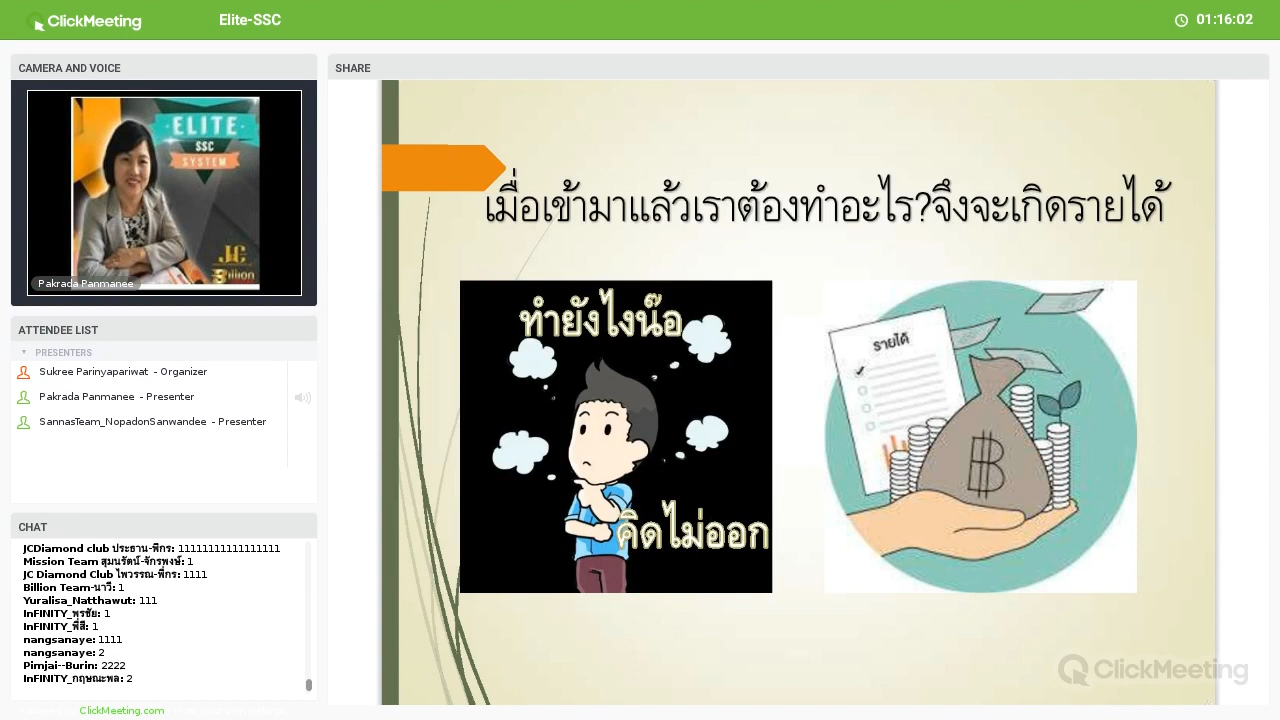 ClickMeeting
Elite-SSC
01:16:02
CAMERA AND VOICE
ELITE
SSC
SYSTEM
JC
3 Billion
Pakrada Panmanee
ATTENDEE LIST
PRESENTERS
Sukree Parinyapariwat - Organizer
Pakrada Panmanee - Presenter
SannasTeam_NopadonSanwandee - Presenter
CHAT
JCDiamond club ประธาน-พีกร: 11111111111111111
Mission Team สุมนรัตน์-จักรพงษ์: 1
JC Diamond Club ไพวรรณ-พีกร: 1111
Billion Team-นาวี: 1
Yuralisa_Natthawut: 111
InFINITY_พรชัย: 1
InFINITY_พี่สี: 1
nangsanaye: 1111
nangsanaye: 2
Pimjai--Burin: 2222
InFINITY_กฤษณะพล: 2
ClickMeeting.com
SHARE
เมื่อเข้ามาแล้วเราต้องทำอะไร?จึงจะเกิดรายได้
ทำยังไงน๊อ
คิดไม่ออก
รายได้
฿
ClickMeeting